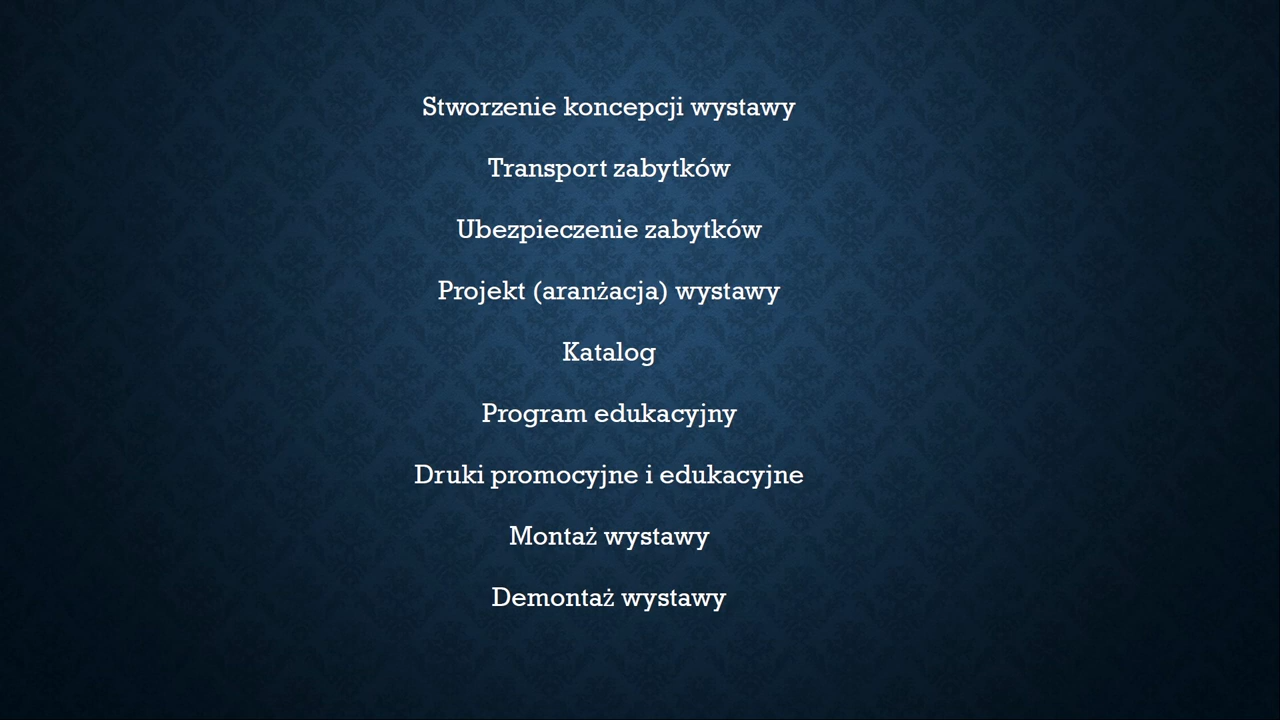 Stworzenie koncepcji wystawy
Transport zabytków
Ubezpieczenie zabytków
Projekt (aranżacja) wystawy
Katalog
Program edukacyjny
Druki promocyjne i edukacyjne
Montaż wystawy
Demontaż wystawy